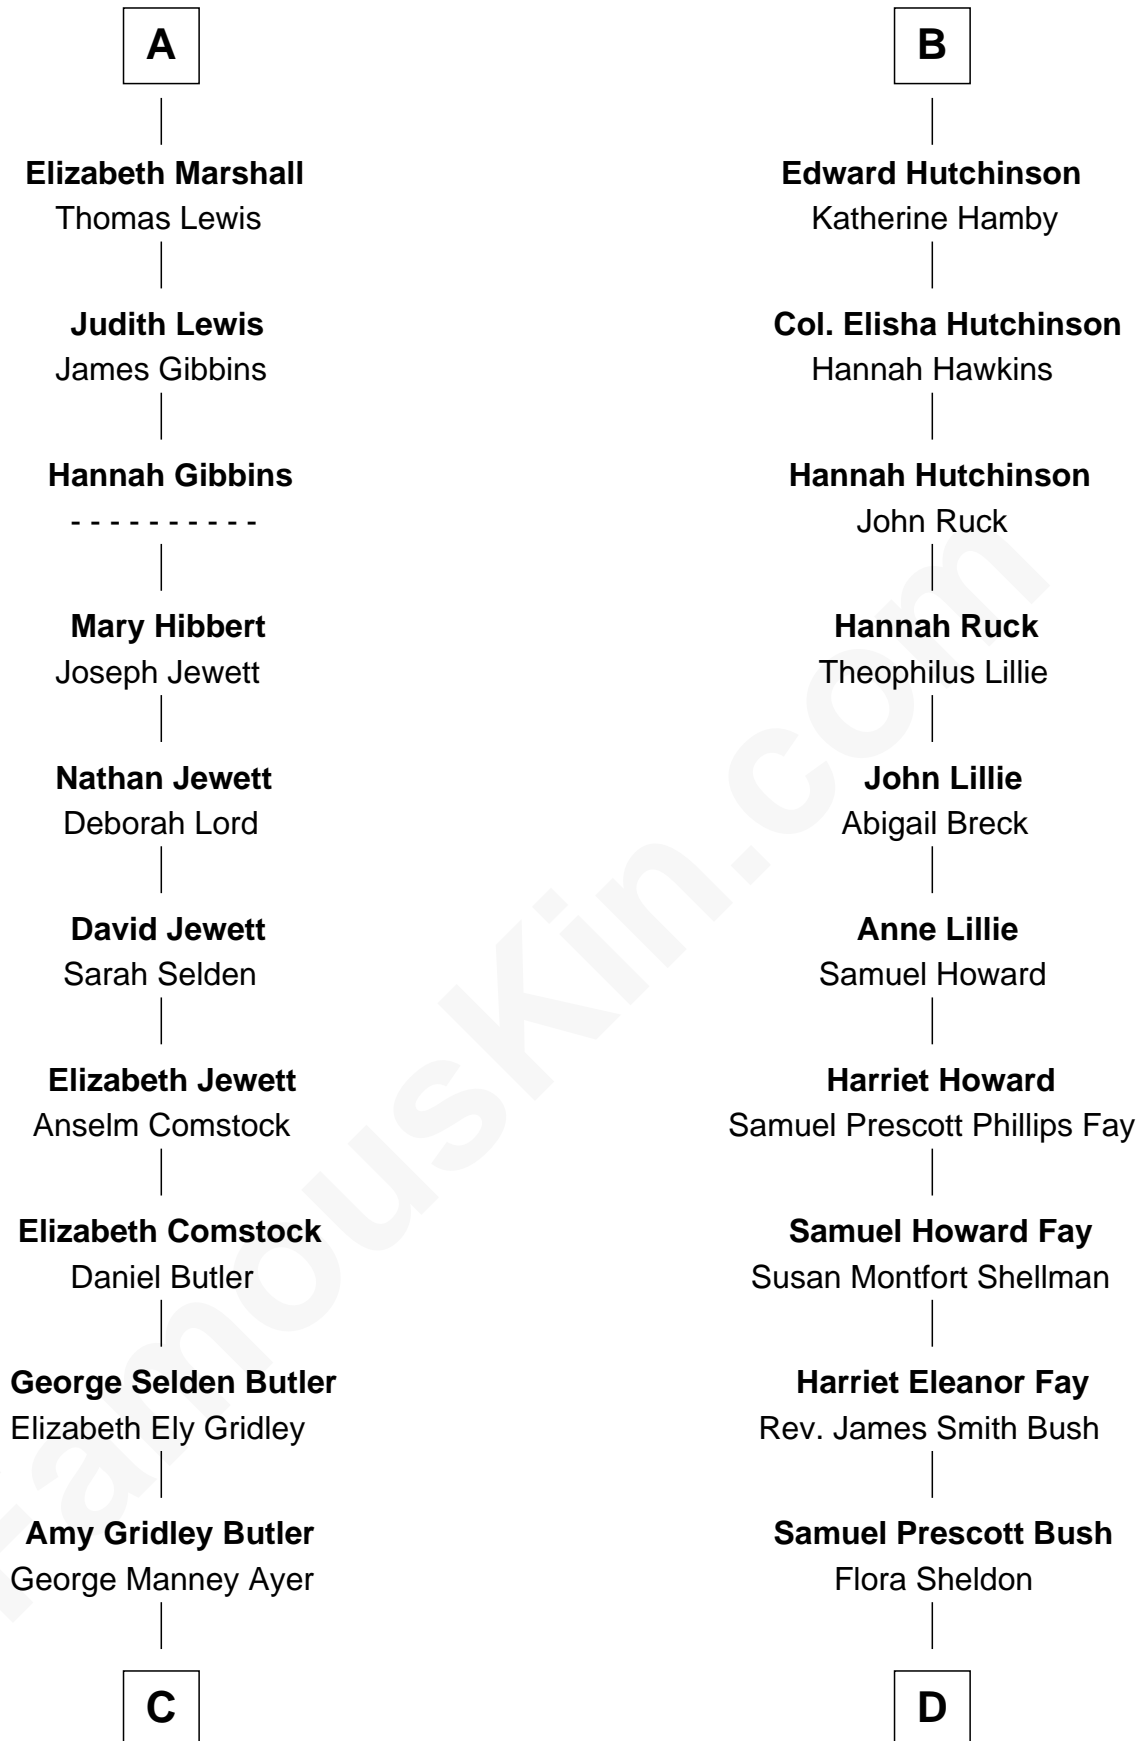 A
Elizabeth Marshall
Thomas Lewis
Judith Lewis
James Gibbins
Hannah Gibbins
- - - - - - - - - -
Mary Hibbert
Joseph Jewett
Nathan Jewett
Deborah Lord
David Jewett
Sarah Selden
Elizabeth Jewett
Anselm Comstock
Elizabeth Comstock
Daniel Butler
George Selden Butler
Elizabeth Ely Gridley
Amy Gridley Butler
George Manney Ayer
C
B
Edward Hutchinson
Katherine Hamby
Col. Elisha Hutchinson
Hannah Hawkins
Hannah Hutchinson
John Ruck
Hannah Ruck
Theophilus Lillie
John Lillie
Abigail Breck
Anne Lillie
Samuel Howard
Harriet Howard
Samuel Prescott Phillips Fay
Samuel Howard Fay
Susan Montfort Shellman
Harriet Eleanor Fay
Rev. James Smith Bush
Samuel Prescott Bush
Flora Sheldon
D
FamousKin.com